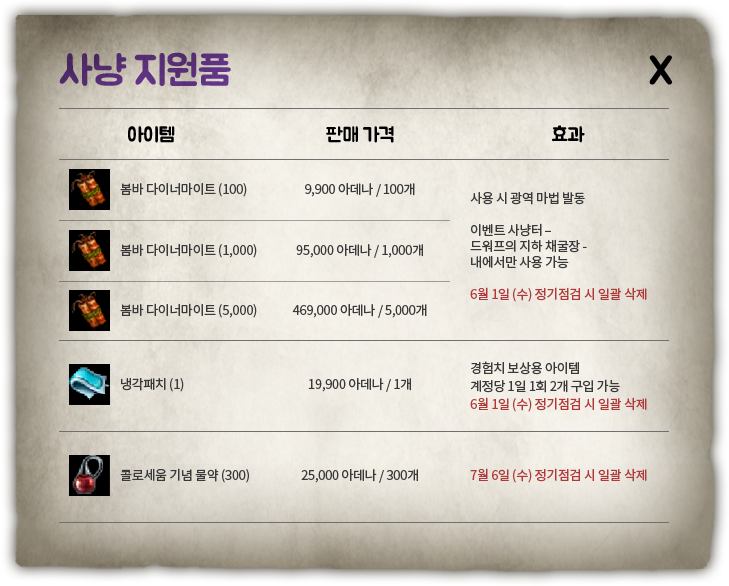 사냥 지원품
X
아이템 판매 가격 효과
봄바 다이너마이트 (100) 9,900 아데나 / 100개
봄바 다이너마이트 (1,000) 95,000 아데나 / 1,000개
봄바 다이너마이트 (5,000) 469,000 아데나 / 5,000개
사용 시 광역 마법 발동
이벤트 사냥터 –
드워프의 지하 채굴장 -
내에서만 사용 가능
6월 1일 (수) 정기점검 시 일괄 삭제
냉각패치 (1) 19,900 아데나 / 1개
경험치 보상용 아이템
계정당 1일 1회 2개 구입 가능
6월 1일 (수) 정기점검 시 일괄 삭제
콜로세움 기념 물약 (300) 25,000 아데나 / 300개
7월 6일 (수) 정기점검 시 일괄 삭제